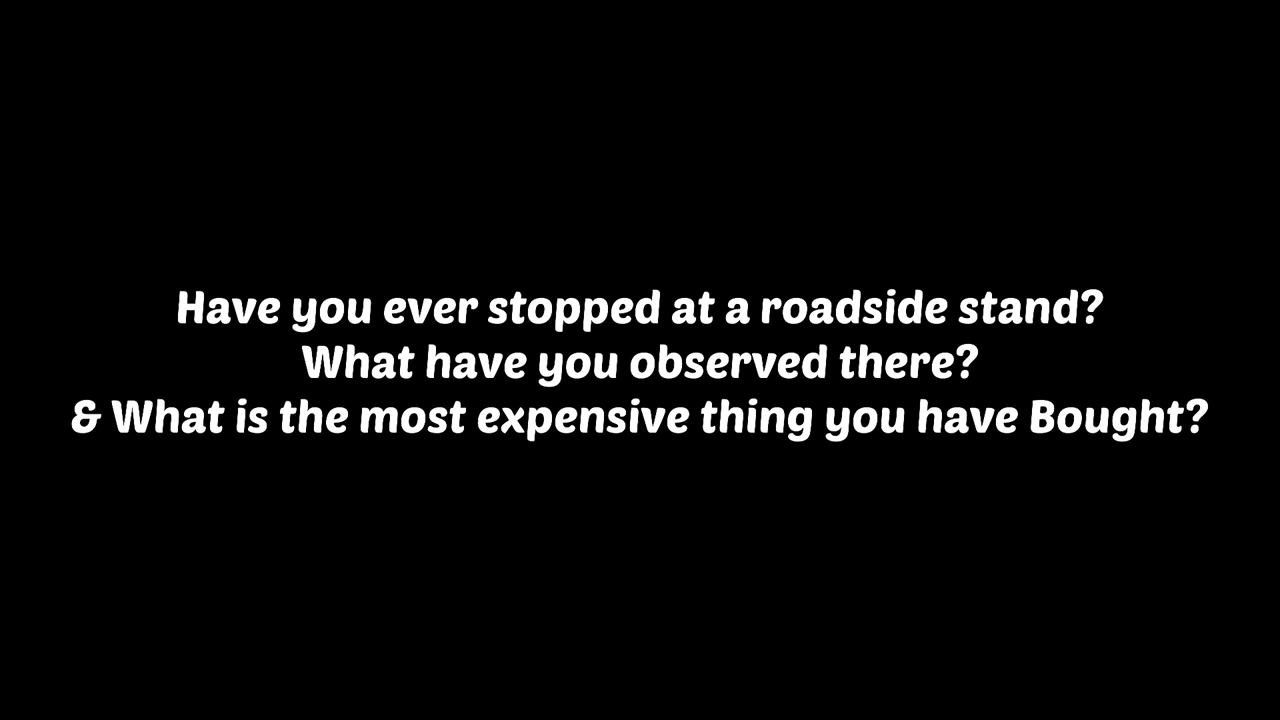 Have you ever stopped at a roadside stand?
What have you observed there?
& What is the most expensive thing you have Bought?